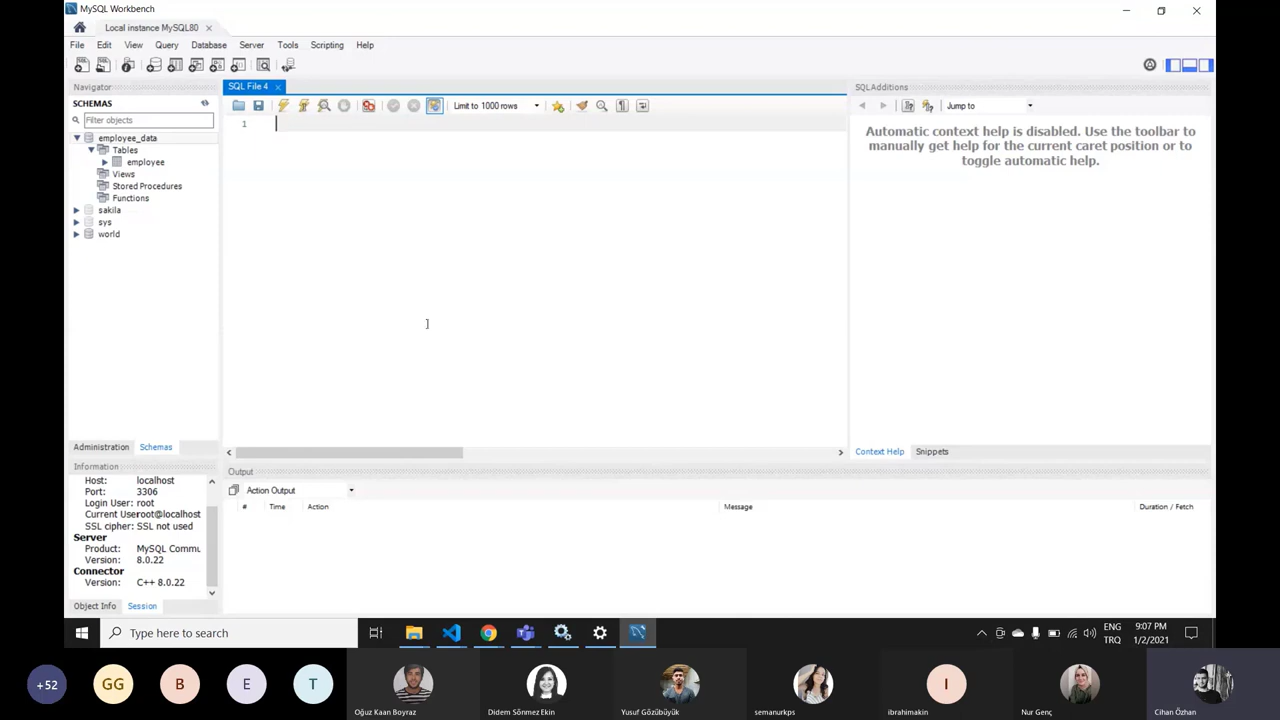 MySQL Workbench
Local instance MySQL80
File Edit View Query Database Server Tools Scripting Help
Navigator
SCHEMAS
Filter objects
employee_data
Tables
employee
Views
Stored Procedures
Functions
sakila
sys
world
Administration Schemas
Information
Host: localhost
Port: 3306
Login User: root
Current User: root@localhost
SSL cipher: SSL not used
Server
Product: MySQL Commu
Version: 8.0.22
Connector
Version: C++ 8.0.22
Object Info Session
SQL File 4
Limit to 1000 rows
1
SQLAdditions
Jump to
Automatic context help is disabled. Use the toolbar to
manually get help for the current caret position or to
toggle automatic help.
Context Help Snippets
Output
Action Output
# Time Action Message Duration / Fetch
Type here to search
ENG
TRQ
9:07 PM
1/2/2021
+52 GG B E T I
Oğuz Kaan Boyraz Didem Sönmez Ekin Yusuf Gözübüyük semanurkps ibrahimakin Nur Genç Cihan Özhan